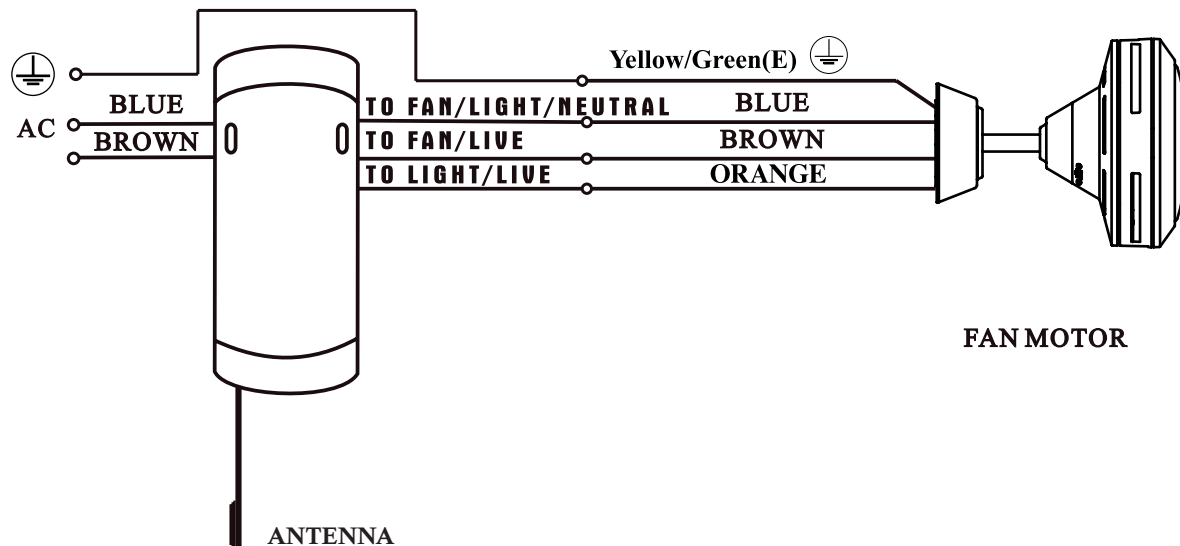 Yellow/Green(E)
BLUE
TO FAN/LIGHT/NEUTRAL
BLUE
AC
BROWN
TO FAN/LIVE
BROWN
TO LIGHT/LIVE
ORANGE
FAN MOTOR
ANTENNA